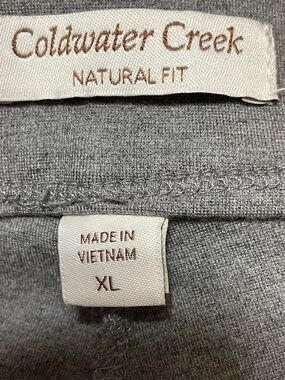 Coldwater Creek
NATURAL FIT
MADE IN
VIETNAM
XL